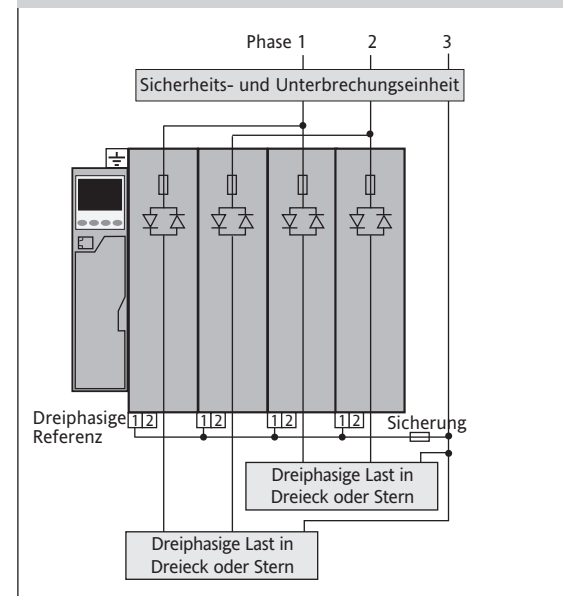 Phase 1 2 3
Sicherheits- und Unterbrechungseinheit
Dreiphasige
Referenz
1 2 1 2 1 2 1 2
Sicherung
Dreiphasige Last in
Dreieck oder Stern
Dreiphasige Last in
Dreieck oder Stern